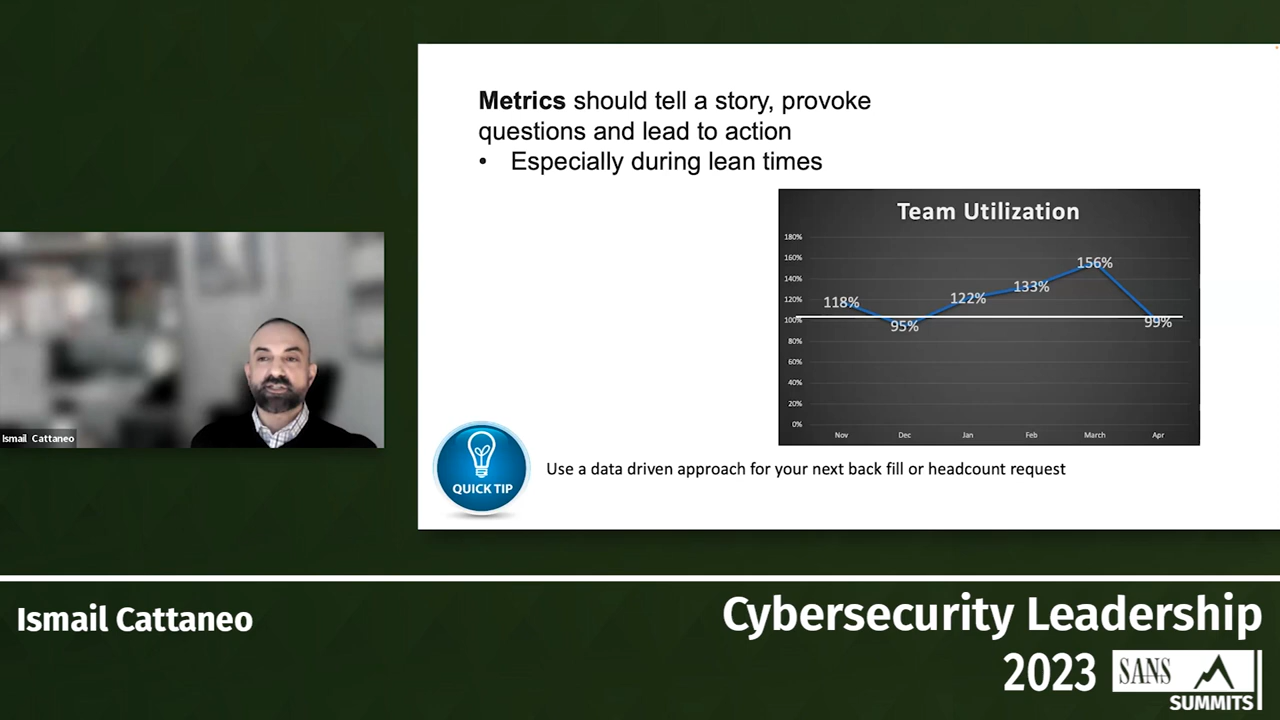 Metrics should tell a story, provoke
questions and lead to action
• Especially during lean times
Team Utilization
180%
160%
140%
120%
100%
80%
60%
40%
20%
0%
118%
95%
122%
133%
156%
99%
Nov Dec Jan Feb March Apr
QUICK TIP
Use a data driven approach for your next back fill or headcount request
Ismail Cattaneo
Ismail Cattaneo
Cybersecurity Leadership
2023 SANS
SUMMITS